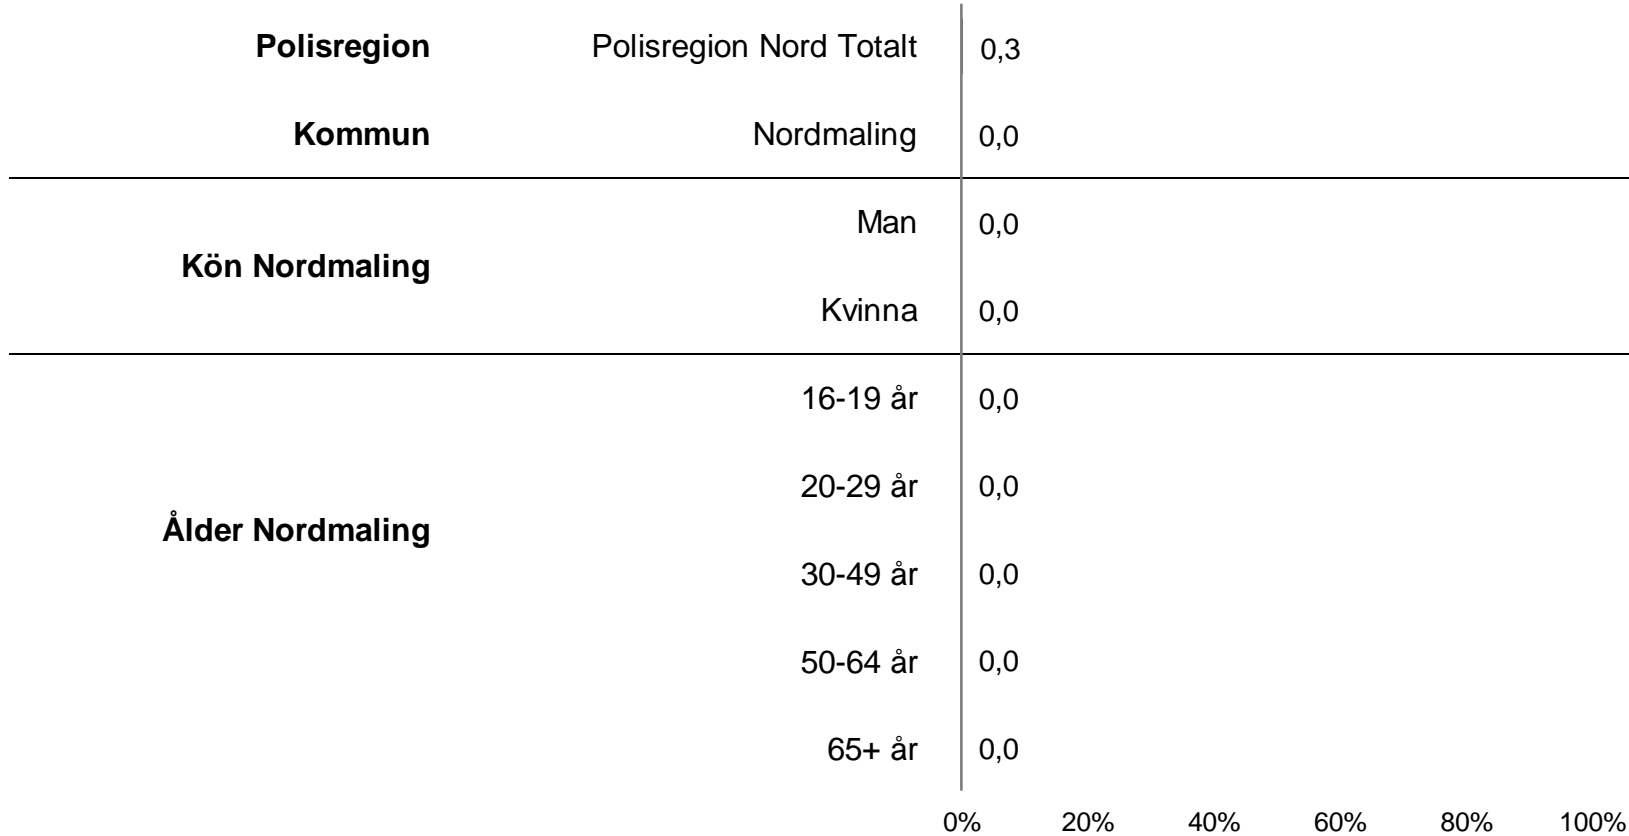 Polisregion Polisregion Nord Totalt 0,3
Kommun Nordmaling 0,0
Man 0,0
Kön Nordmaling
Kvinna 0,0
16-19 år 0,0
20-29 år 0,0
Ålder Nordmaling
30-49 år 0,0
50-64 år 0,0
65+ år 0,0
0% 20% 40% 60% 80% 100%